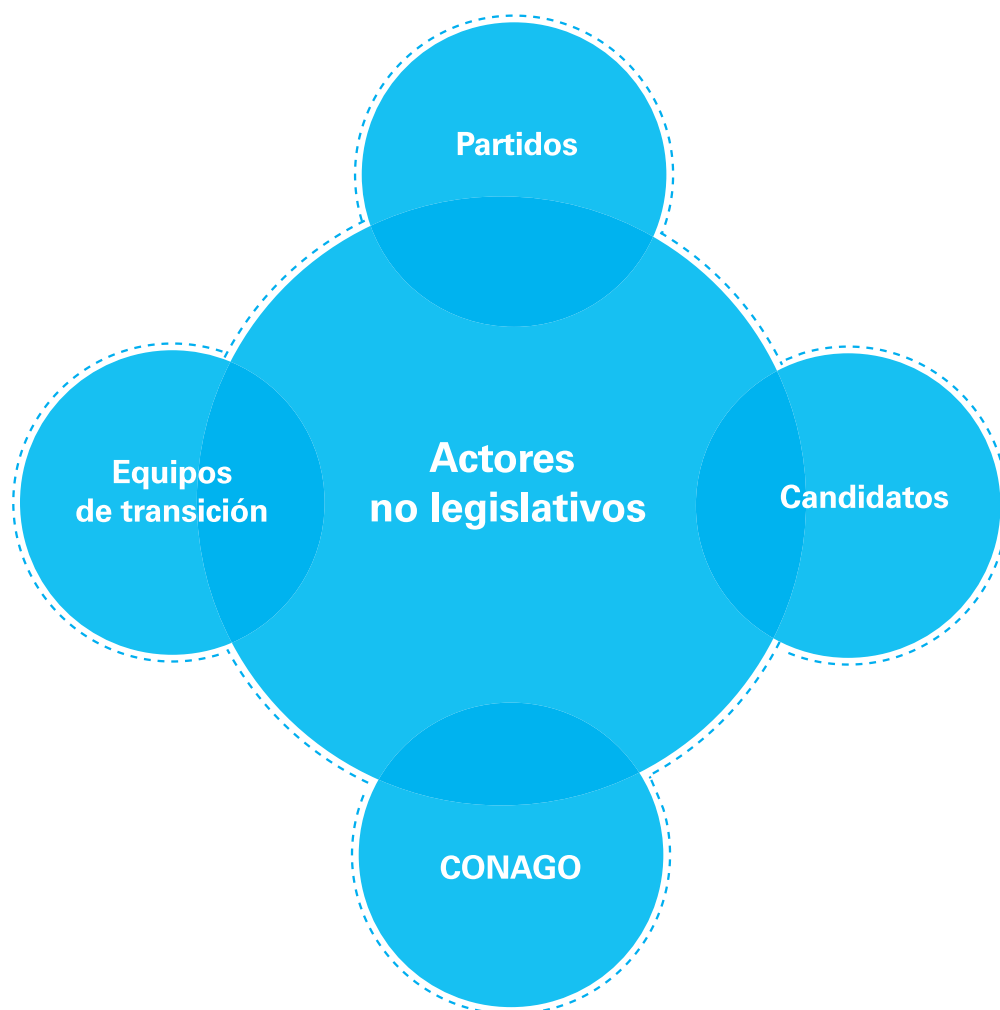 Partidos
Equipos
de transición
Actores
no legislativos
Candidatos
CONAGO